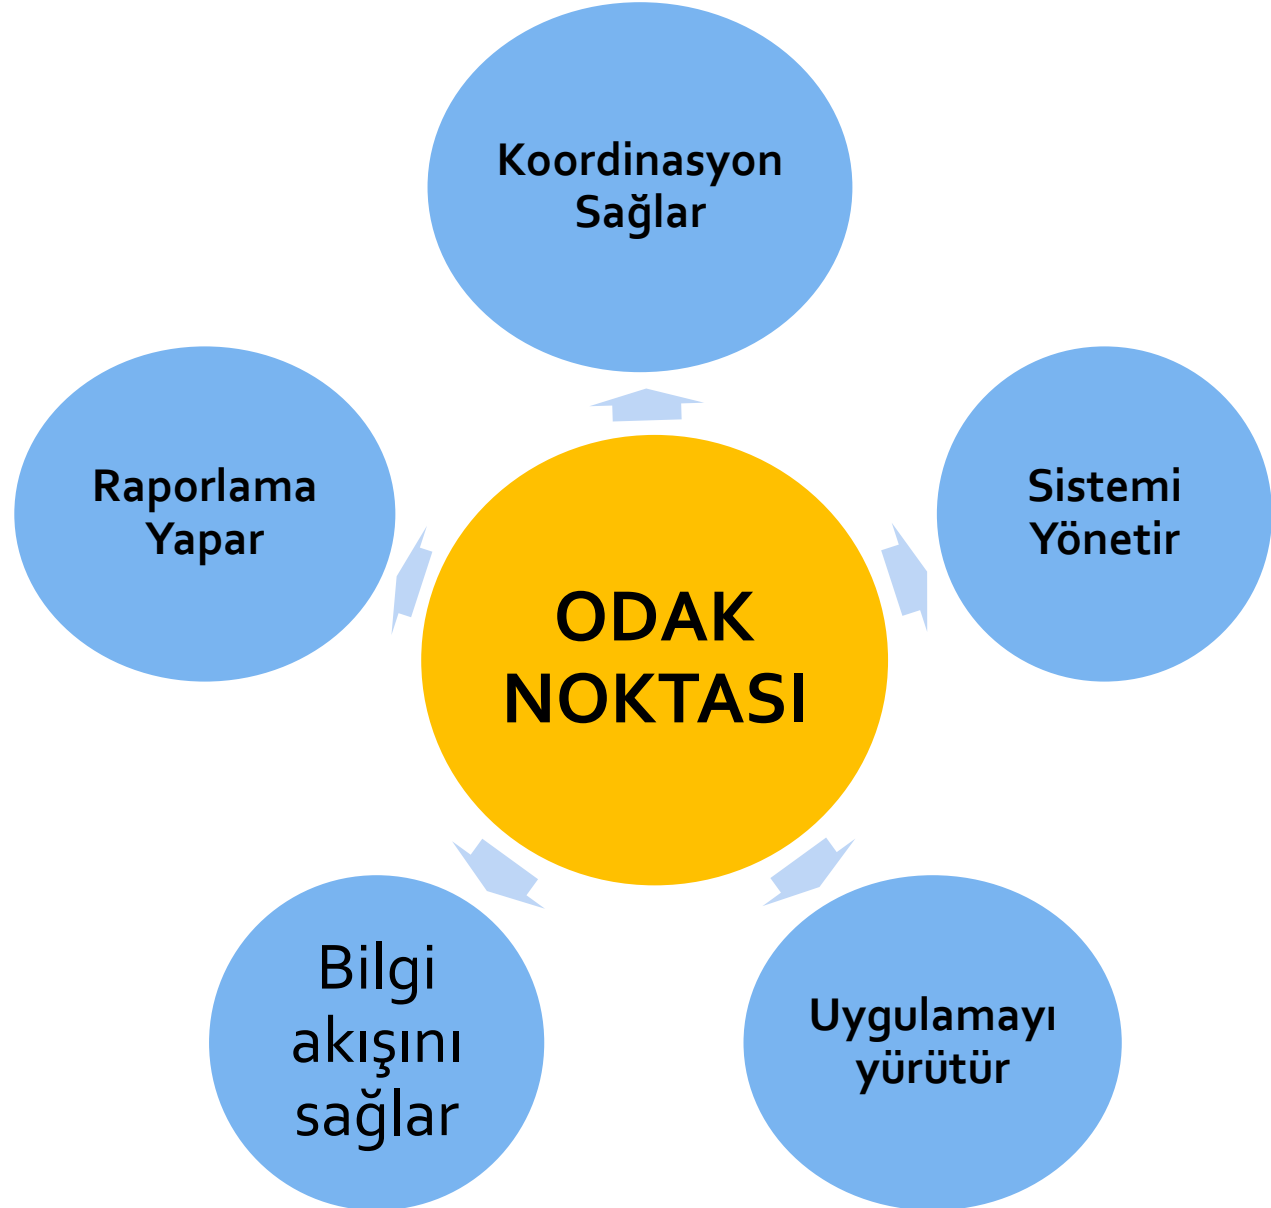 Koordinasyon
Sağlar
Raporlama
Yapar
Sistemi
Yönetir
ODAK
NOKTASI
Bilgi
akışını
sağlar
Uygulamayı
yürütür